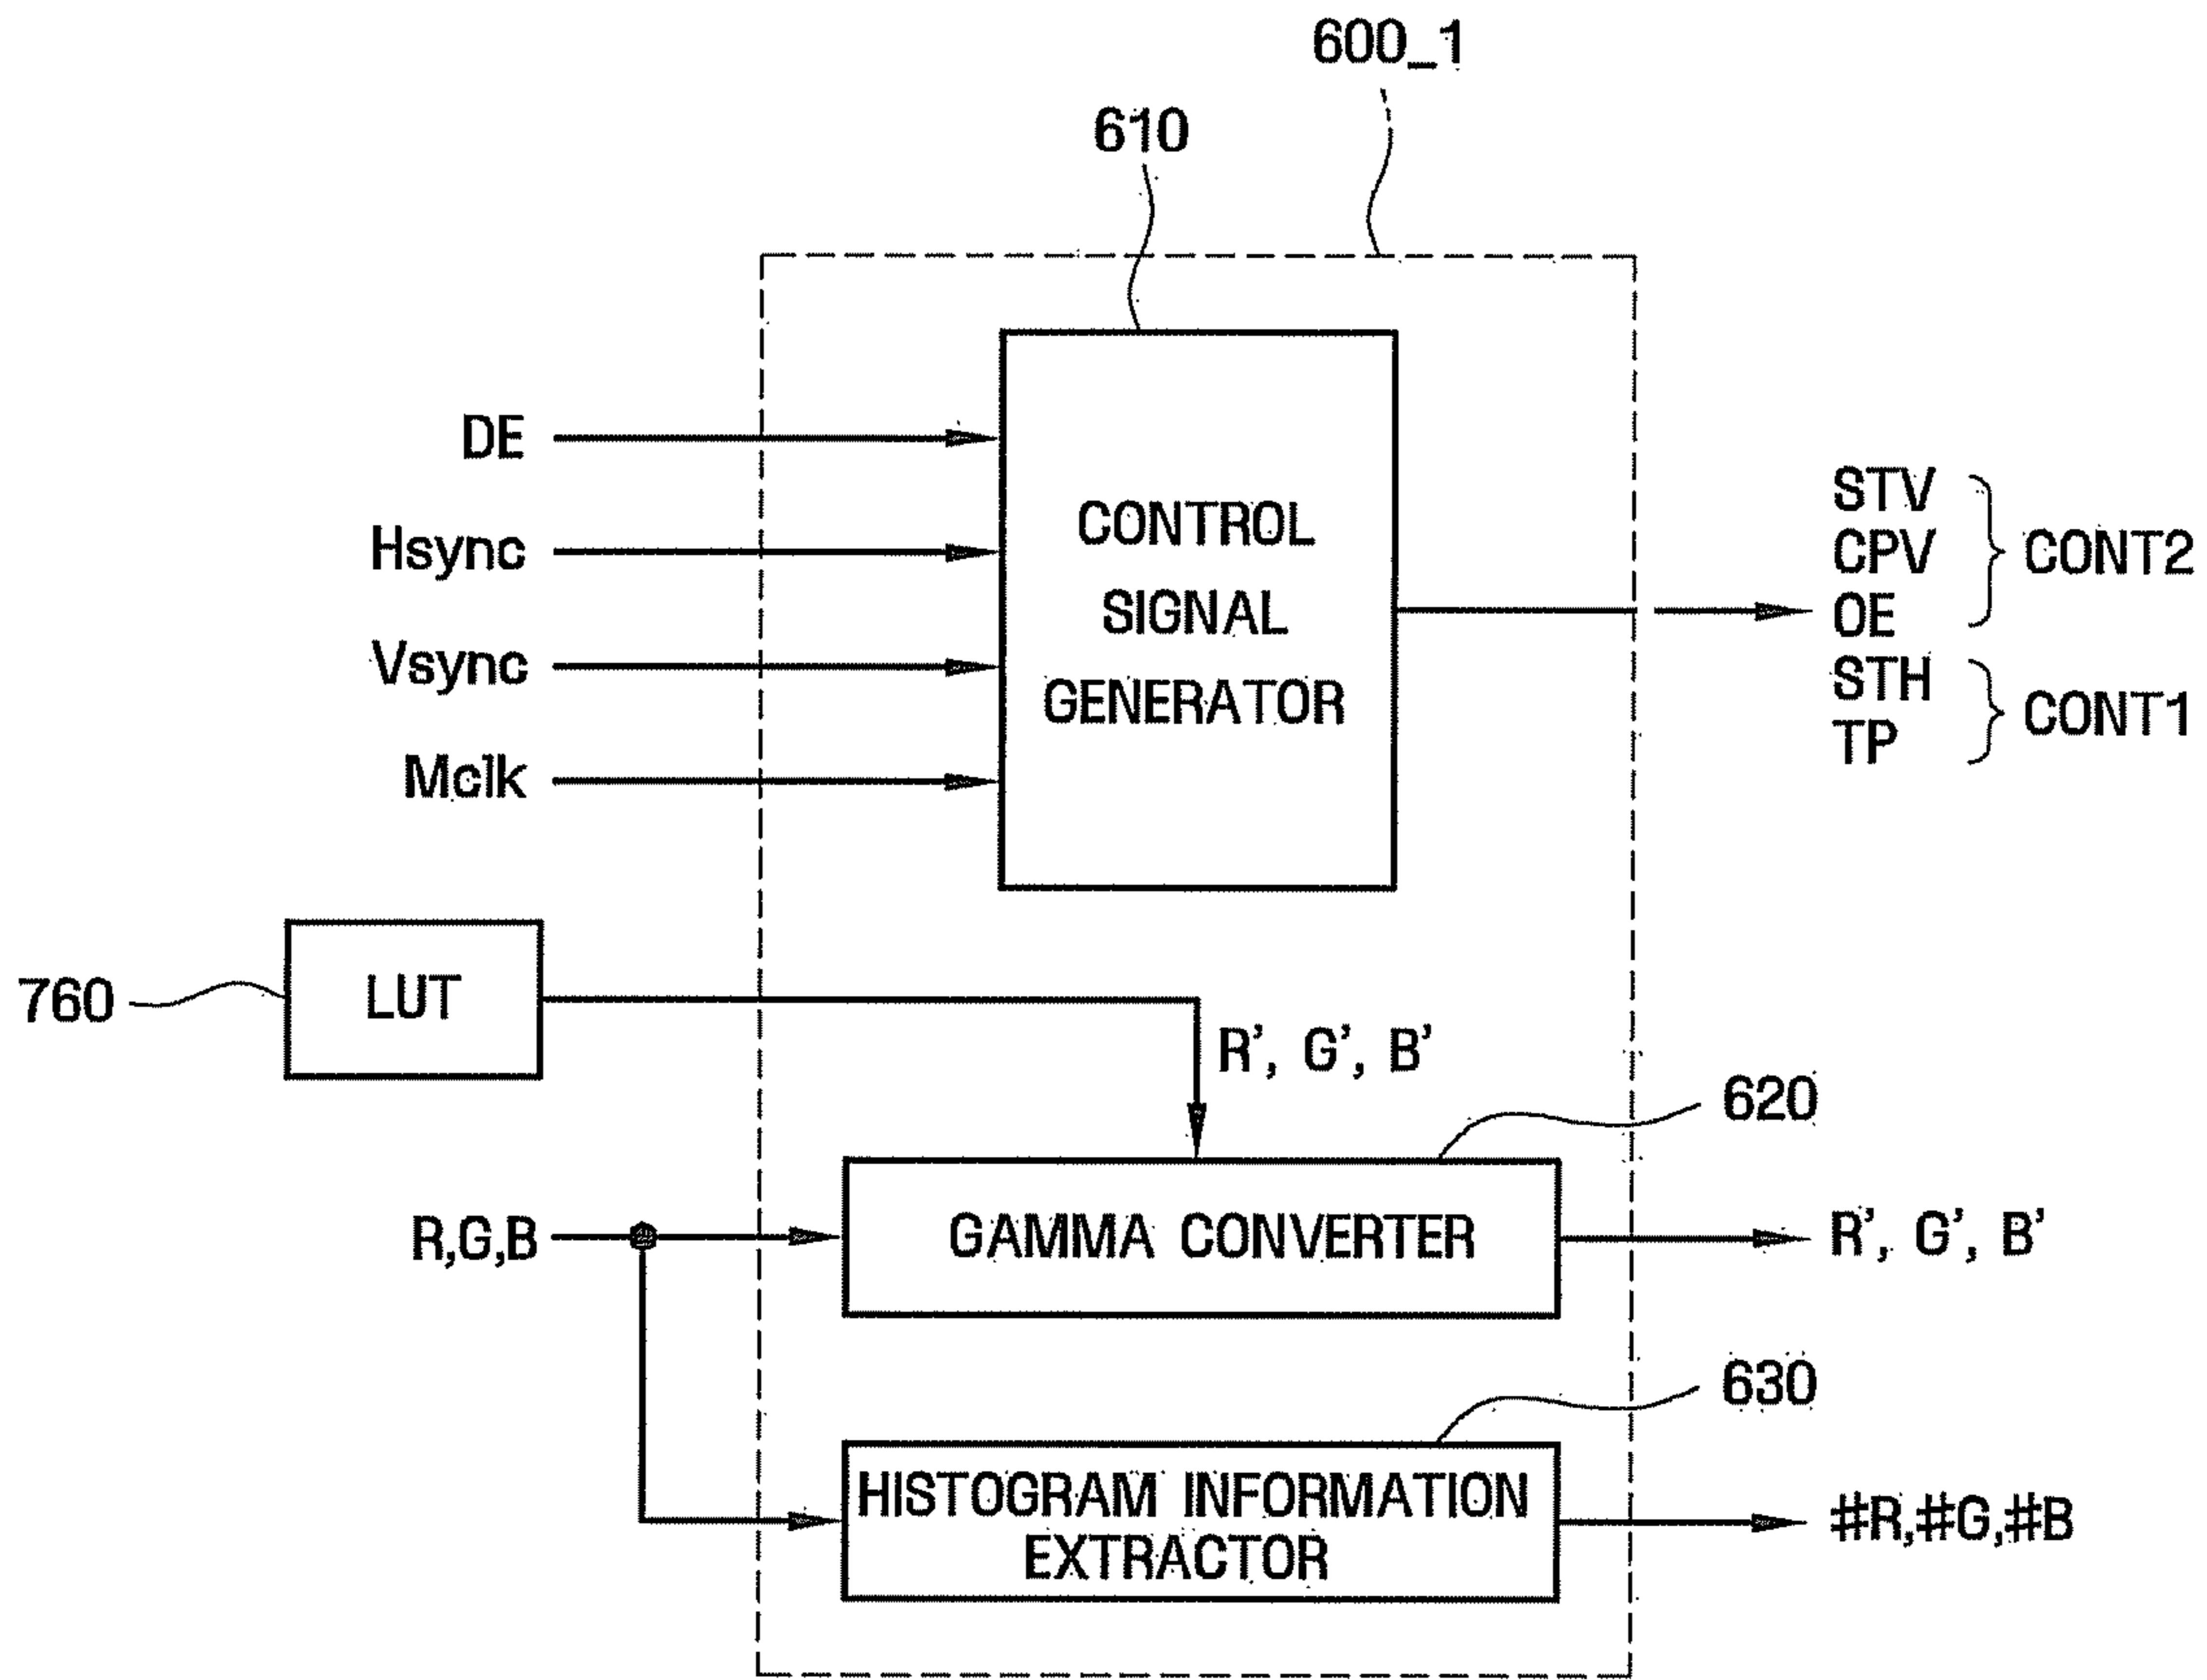 600_1
610
DE
Hsync
Vsync
Mclk
CONTROL
SIGNAL
GENERATOR
STV
CPV
OE
CONT2
STH
TP
CONT1
760
LUT
R', G', B'
620
R,G,B
GAMMA CONVERTER
R', G', B'
630
HISTOGRAM INFORMATION
EXTRACTOR
#R,#G,#B